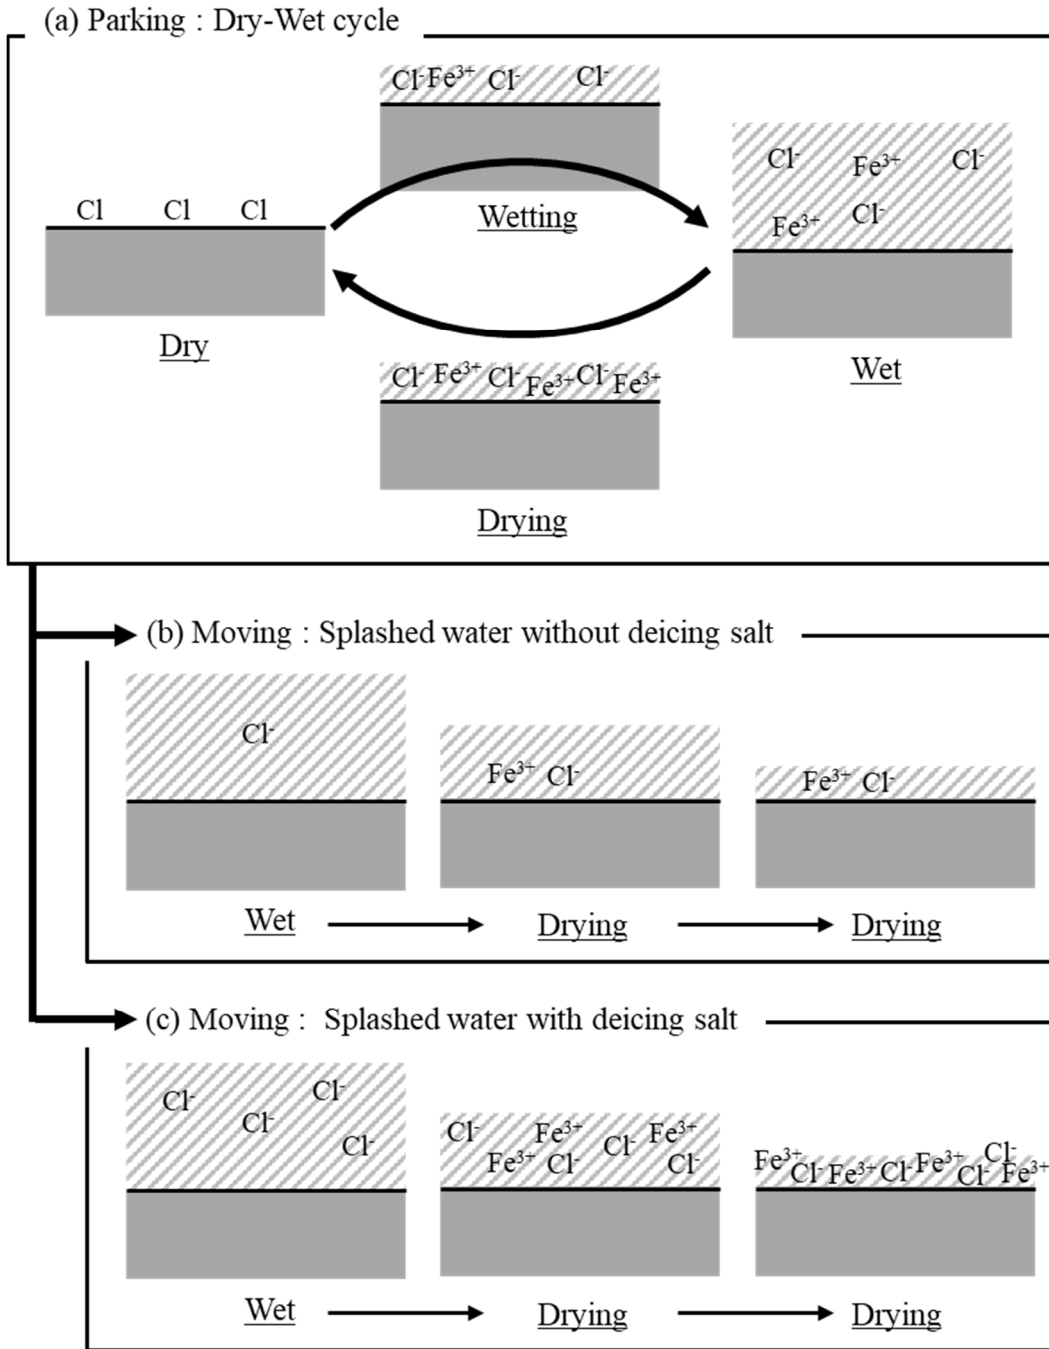 (a) Parking : Dry-Wet cycle
Cl⁻ Fe³⁺ Cl⁻ Cl⁻
Cl⁻ Fe³⁺ Cl⁻
Fe³⁺ Cl⁻
Cl Cl Cl
Wetting
Dry
Wet
Cl⁻ Fe³⁺ Cl⁻ Fe³⁺ Cl⁻ Fe³⁺
Drying
(b) Moving : Splashed water without deicing salt
Cl⁻
Fe³⁺ Cl⁻
Fe³⁺ Cl⁻
Wet Drying Drying
(c) Moving : Splashed water with deicing salt
Cl⁻ Cl⁻ Cl⁻ Cl⁻
Cl⁻ Fe³⁺ Cl⁻ Fe³⁺
Fe³⁺ Cl⁻ Cl⁻
Fe³⁺ Cl⁻ Fe³⁺ Cl⁻ Fe³⁺ Cl⁻ Cl⁻ Fe³⁺
Wet Drying Drying